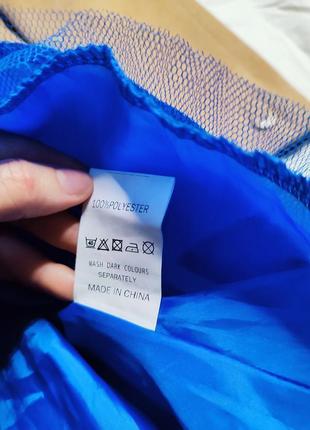 100%POLYESTER
WASH DARK COLOURS
SEPARATELY
MADE IN CHINA